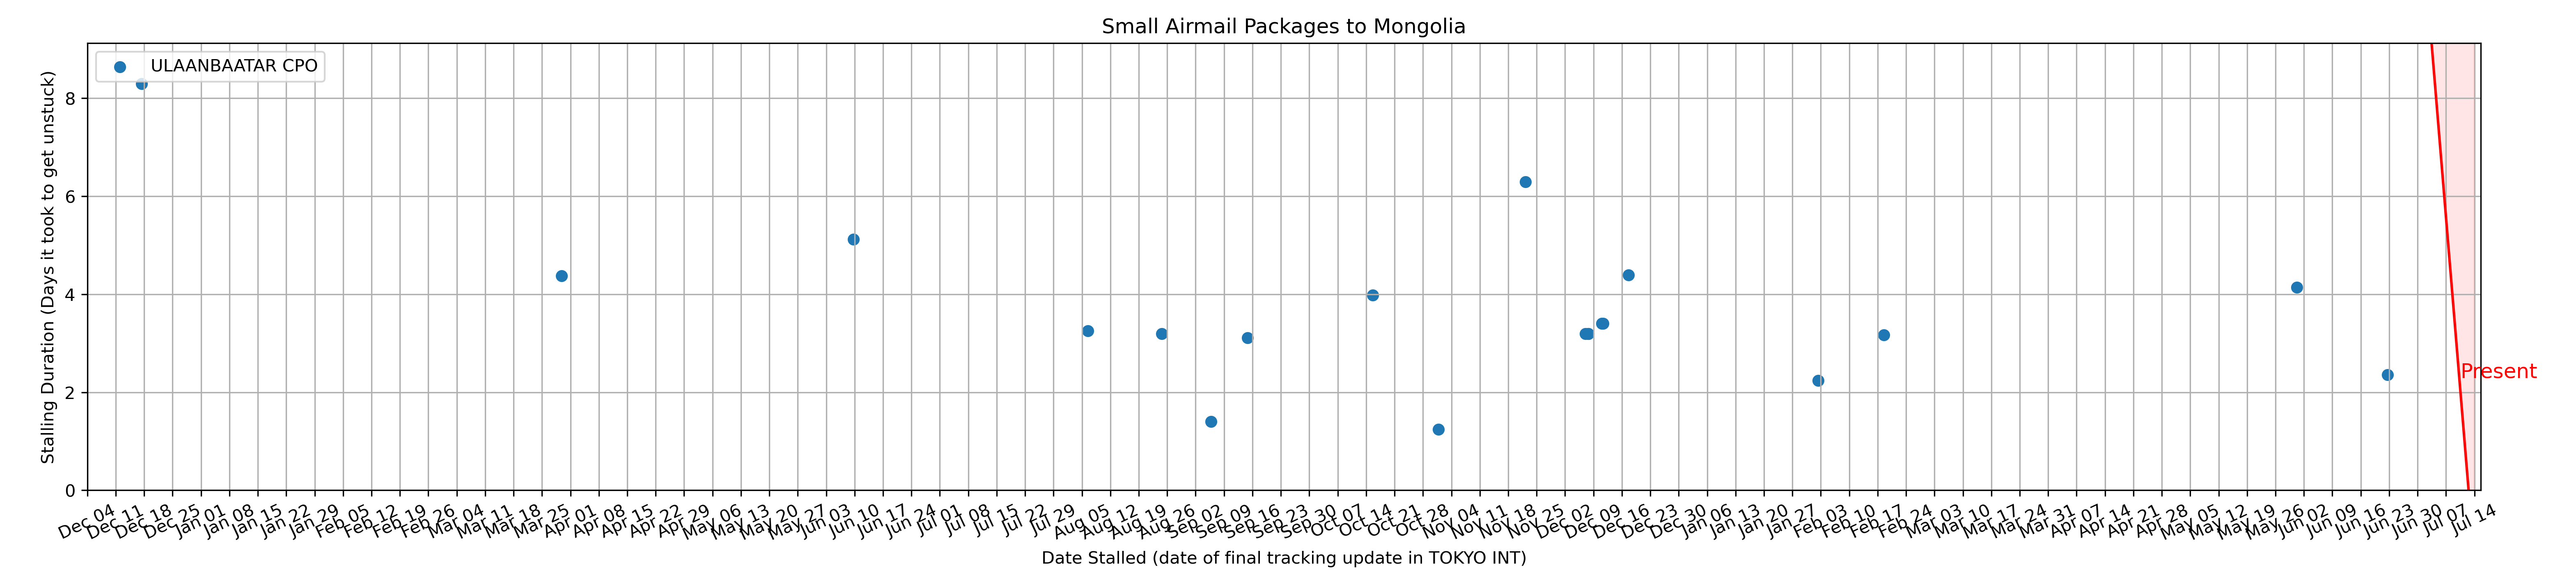 Small Airmail Packages to Mongolia
ULAANBAATAR CPO
Stalling Duration (Days it took to get unstuck)
8
6
4
2
0
Present
Dec 04
Dec 11
Dec 18
Dec 25
Jan 01
Jan 08
Jan 15
Jan 22
Jan 29
Feb 05
Feb 12
Feb 19
Feb 26
Mar 04
Mar 11
Mar 18
Mar 25
Apr 01
Apr 08
Apr 15
Apr 22
Apr 29
May 06
May 13
May 20
May 27
Jun 03
Jun 10
Jun 17
Jun 24
Jul 01
Jul 08
Jul 15
Jul 22
Jul 29
Aug 05
Aug 12
Aug 19
Aug 26
Sep 02
Sep 09
Sep 16
Sep 23
Sep 30
Oct 07
Oct 14
Oct 21
Oct 28
Nov 04
Nov 11
Nov 18
Nov 25
Dec 02
Dec 09
Dec 16
Dec 23
Dec 30
Jan 06
Jan 13
Jan 20
Jan 27
Feb 03
Feb 10
Feb 17
Feb 24
Mar 03
Mar 10
Mar 17
Mar 24
Mar 31
Apr 07
Apr 14
Apr 21
Apr 28
May 05
May 12
May 19
May 26
Jun 02
Jun 09
Jun 16
Jun 23
Jun 30
Jul 07
Jul 14
Date Stalled (date of final tracking update in TOKYO INT)